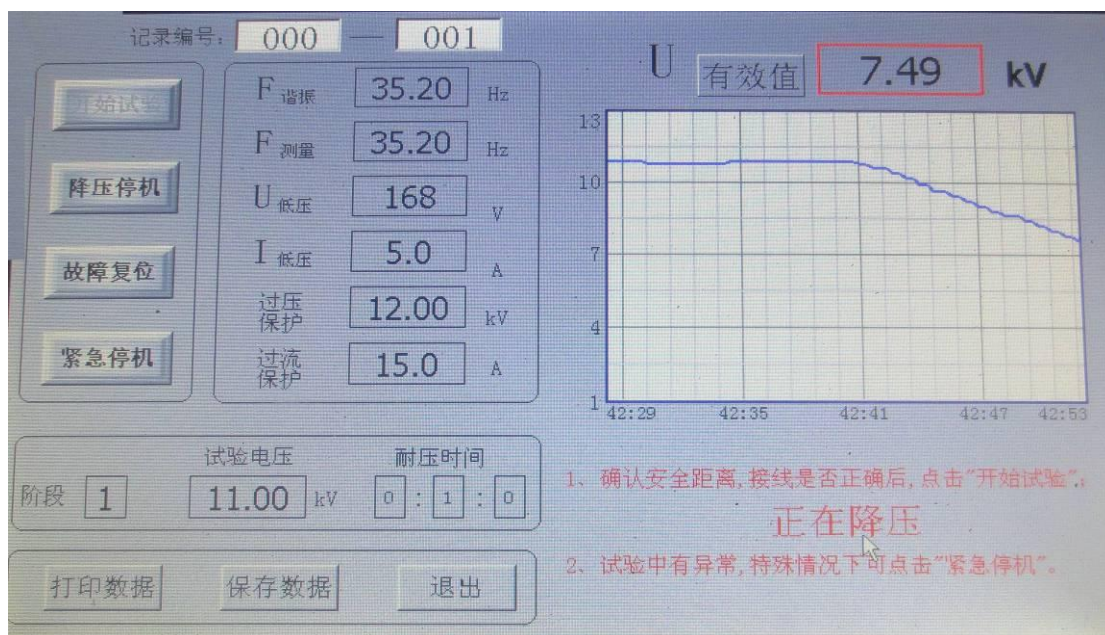 记录编号: 000 — 001
开始试验
降压停机
故障复位
紧急停机
F 谐振 35.20 Hz
F 测量 35.20 Hz
U 低压 168 V
I 低压 5.0 A
过压保护 12.00 kV
过流保护 15.0 A
U 有效值 7.49 kV
13
10
7
4
1
42:29 42:35 42:41 42:47 42:53
试验电压 耐压时间
阶段 1 11.00 kV 0 : 1 : 0
打印数据 保存数据 退出
1、确认安全距离,接线是否正确后,点击"开始试验".;
正在降压
2、试验中有异常,特殊情况下可点击"紧急停机"。